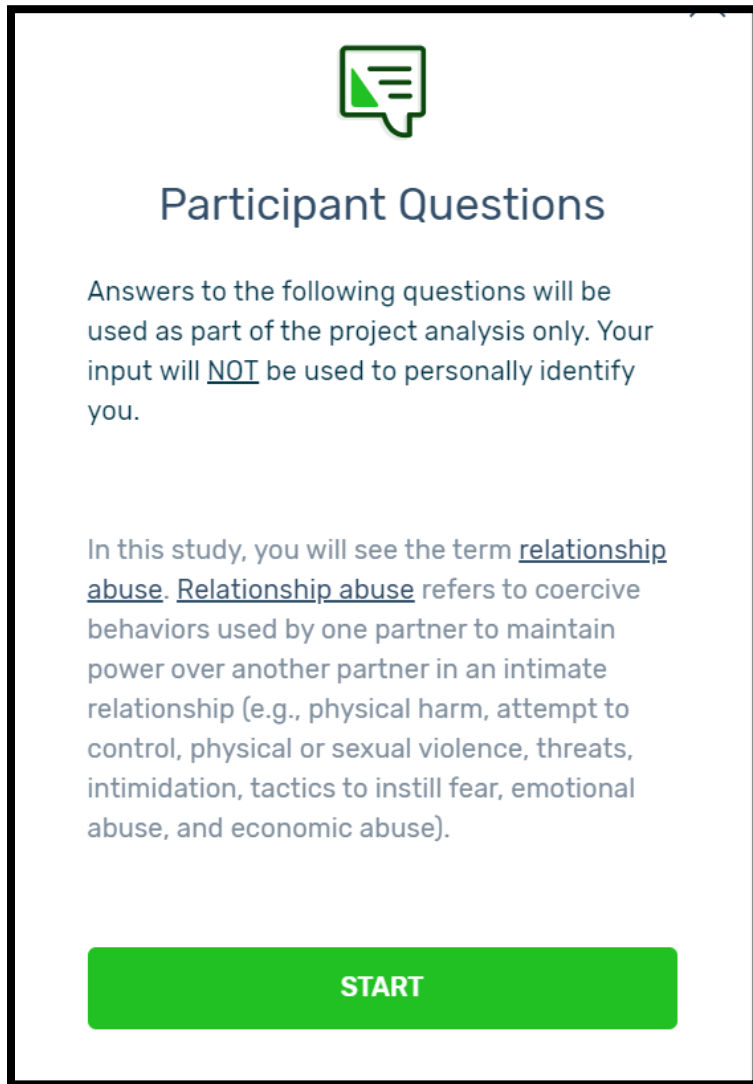 Participant Questions
Answers to the following questions will be
used as part of the project analysis only. Your
input will NOT be used to personally identify
you.
In this study, you will see the term relationship
abuse. Relationship abuse refers to coercive
behaviors used by one partner to maintain
power over another partner in an intimate
relationship (e.g., physical harm, attempt to
control, physical or sexual violence, threats,
intimidation, tactics to instill fear, emotional
abuse, and economic abuse).
START